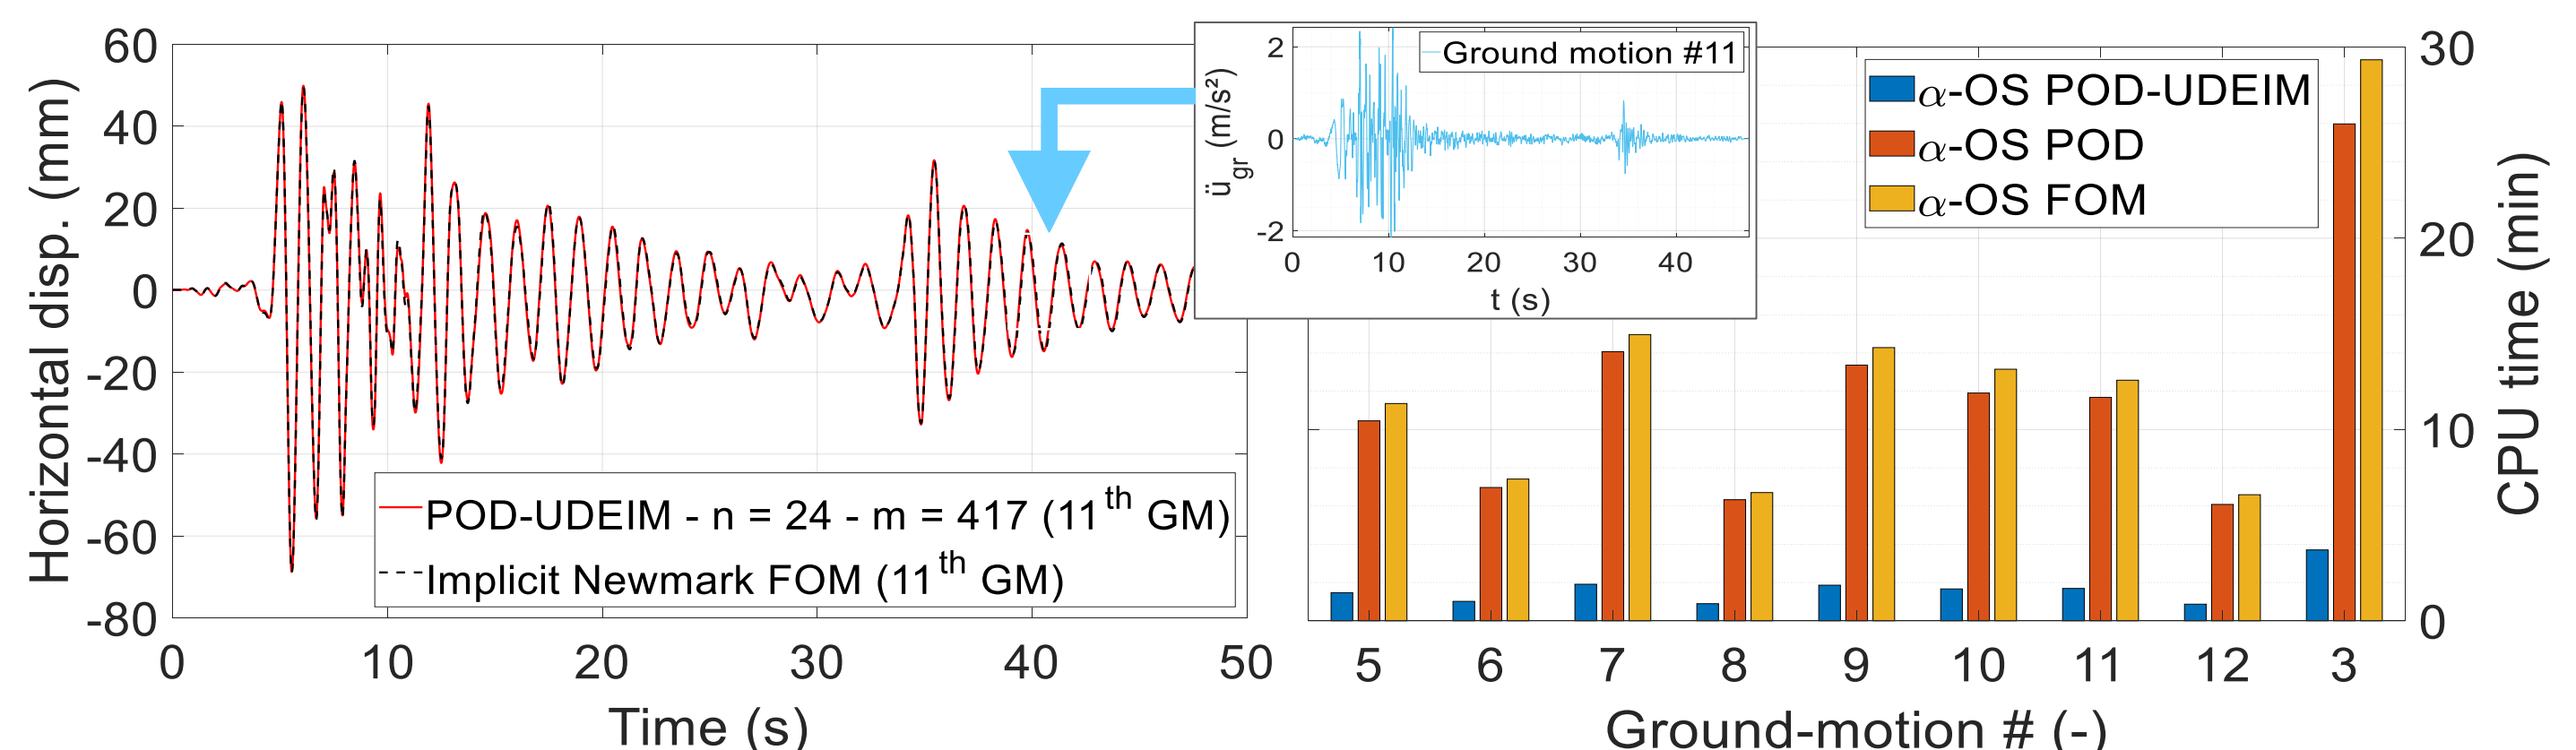 60
40
20
0
-20
-40
-60
-80
Horizontal disp. (mm)
0 10 20 30 40 50
Time (s)
POD-UDEIM - n = 24 - m = 417 (11th GM)
Implicit Newmark FOM (11th GM)
2
0
-2
ügr (m/s²)
Ground motion #11
0 10 20 30 40
t (s)
α-OS POD-UDEIM
α-OS POD
α-OS FOM
30
20
10
0
CPU time (min)
5 6 7 8 9 10 11 12 3
Ground-motion # (-)